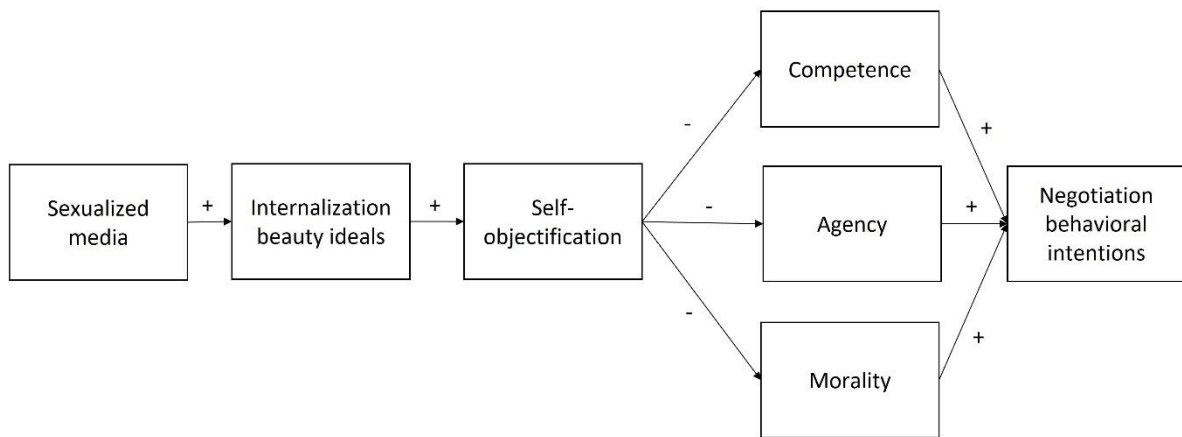 Sexualized
media
+
Internalization
beauty ideals
+
Self-
objectification
-
-
-
Competence
Agency
Morality
+
+
+
Negotiation
behavioral
intentions